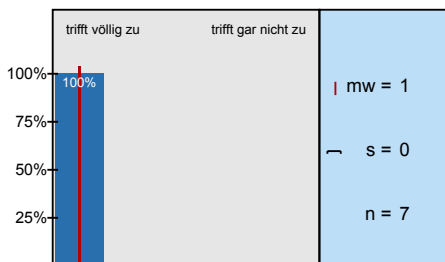 trifft völlig zu trifft gar nicht zu
100%
100%
mw = 1
75%
50%
s = 0
25%
n = 7